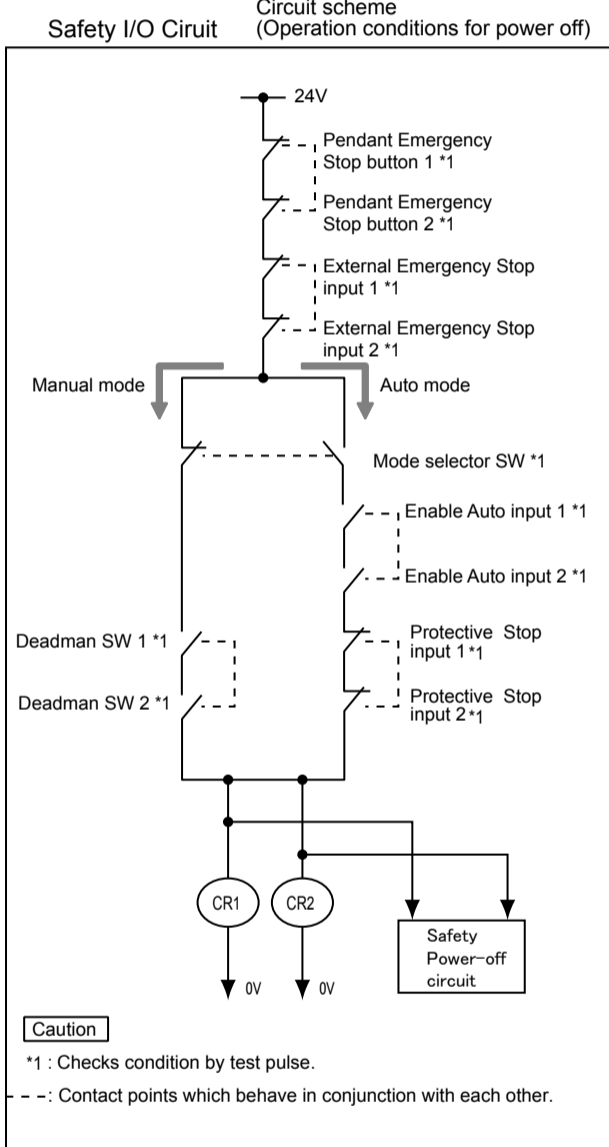 Safety I/O Ciruit
Circuit scheme
(Operation conditions for power off)
24V
Pendant Emergency
Stop button 1 *1
Pendant Emergency
Stop button 2 *1
External Emergency Stop
input 1 *1
External Emergency Stop
input 2 *1
Manual mode
Auto mode
Mode selector SW *1
Enable Auto input 1 *1
Enable Auto input 2 *1
Deadman SW 1 *1
Protective Stop
input 1 *1
Deadman SW 2 *1
Protective Stop
input 2 *1
CR1
CR2
Safety
Power-off
circuit
0V
0V
Caution
*1 : Checks condition by test pulse.
- - -: Contact points which behave in conjunction with each other.